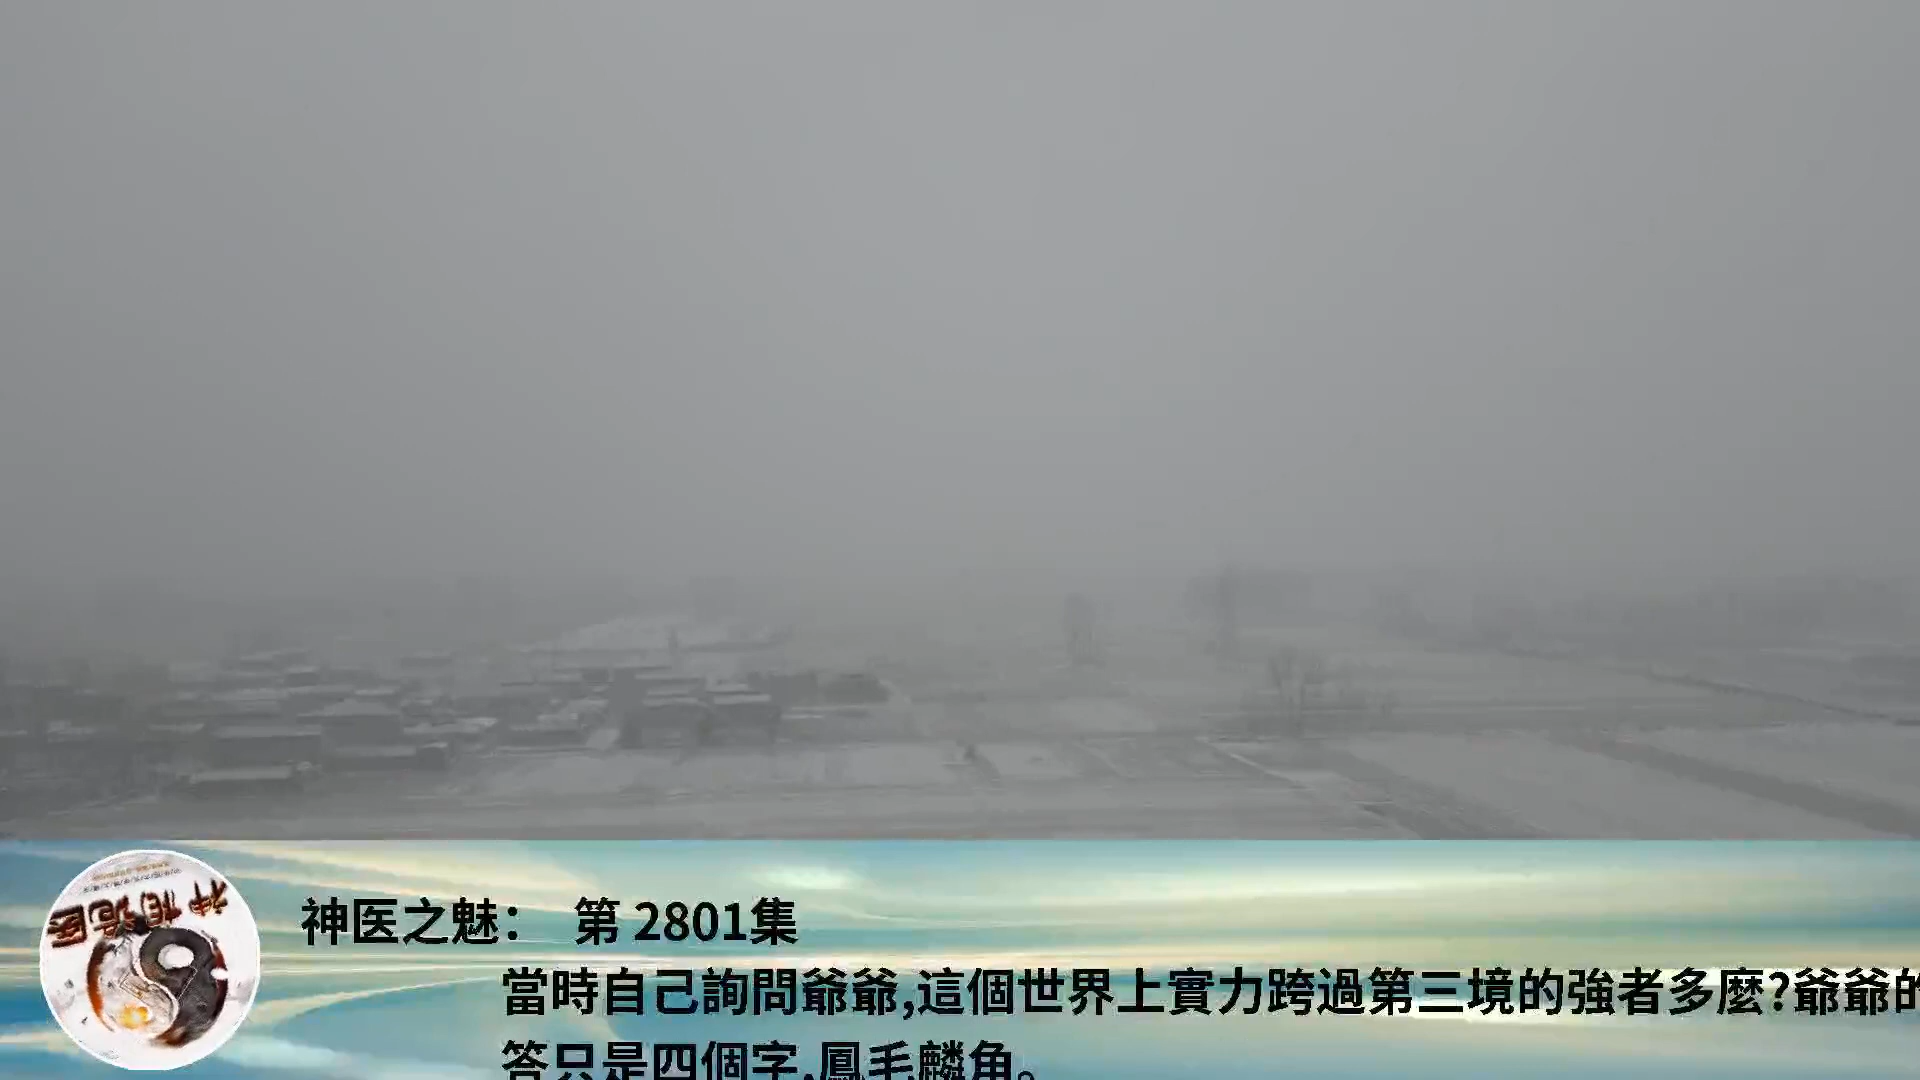 神医之魅： 第 2801集
當時自己詢問爺爺,這個世界上實力跨過第三境的強者多麼?爺爺的
答只是四個字,鳳毛麟角。